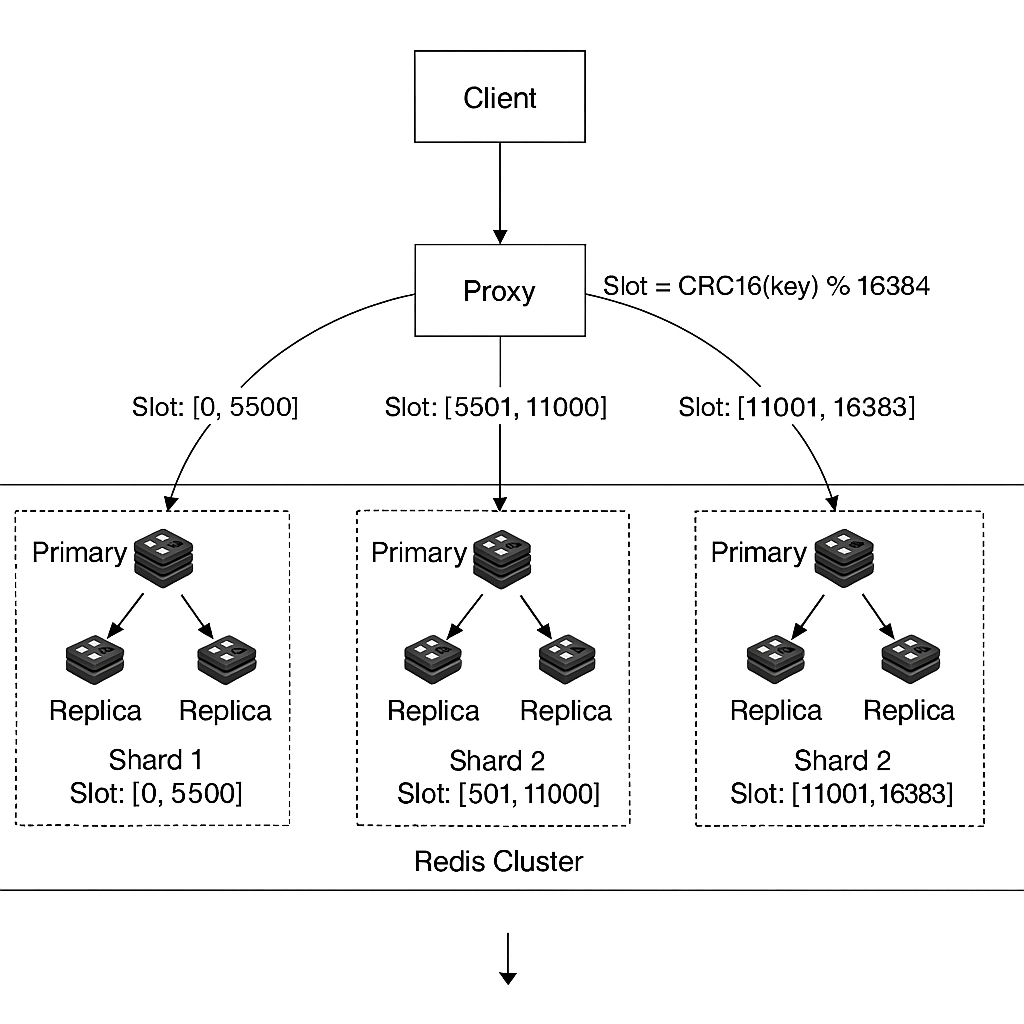 Client
Proxy
Slot = CRC16(key) % 16384
Slot: [0, 5500]
Slot: [5501, 11000]
Slot: [11001, 16383]
Primary
Primary
Primary
Replica
Replica
Replica
Replica
Replica
Replica
Shard 1
Slot: [0, 5500]
Shard 2
Slot: [501, 11000]
Shard 2
Slot: [11001, 16383]
Redis Cluster